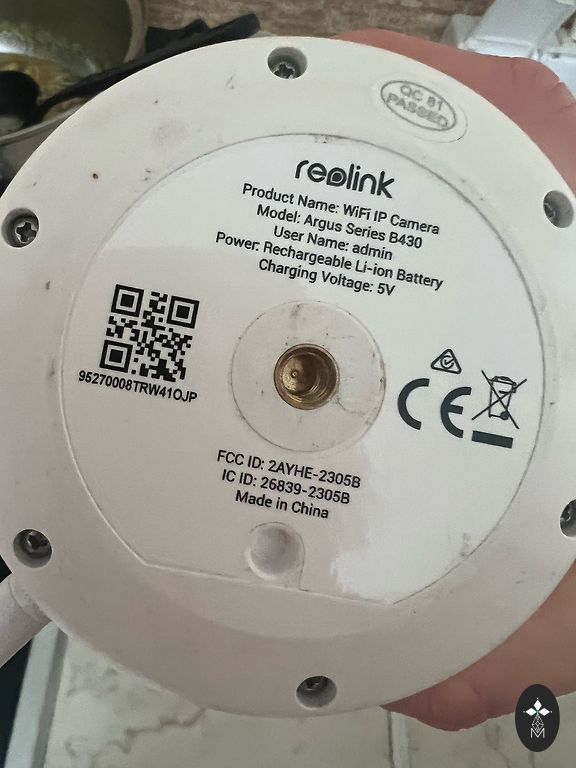 QC 81
PASSED
reolink
Product Name: WiFi IP Camera
Model: Argus Series B430
User Name: admin
Power: Rechargeable Li-ion Battery
Charging Voltage: 5V
95270008TRW41OJP
CE
FCC ID: 2AYHE-2305B
IC ID: 26839-2305B
Made in China
M